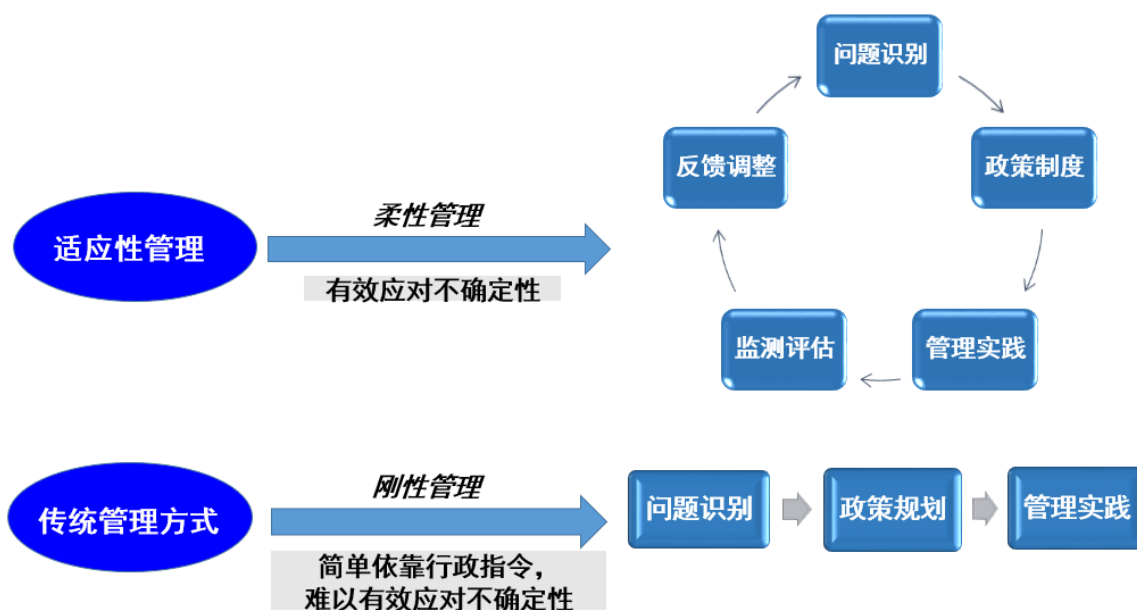 问题识别
反馈调整
政策制度
柔性管理
适应性管理
有效应对不确定性
监测评估
管理实践
刚性管理
传统管理方式
问题识别
政策规划
管理实践
简单依靠行政指令，
难以有效应对不确定性